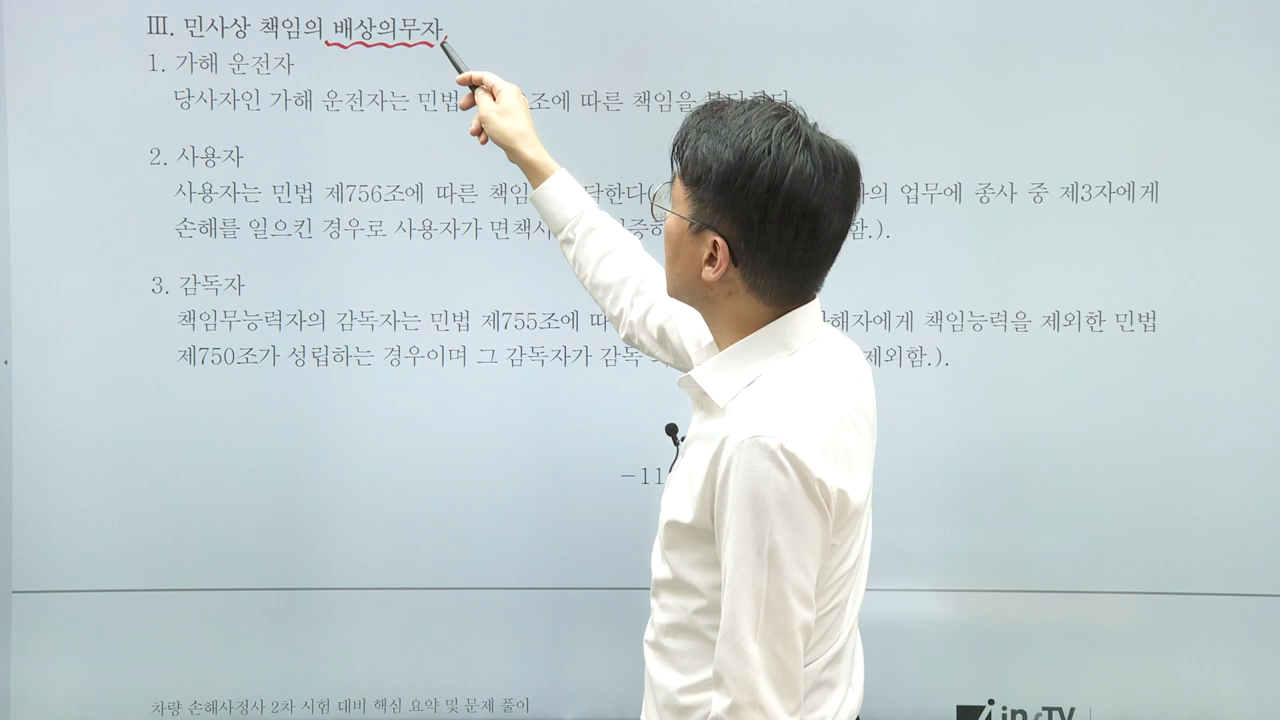 Ⅲ. 민사상 책임의 배상의무자
1. 가해 운전자
당사자인 가해 운전자는 민법 조에 따른 책임을
2. 사용자
사용자는 민법 제756조에 따른 책임 담한다( 의 업무에 종사 중 제3자에게
손해를 일으킨 경우로 사용자가 면책사 함.).
3. 감독자
책임무능력자의 감독자는 민법 제755조에 따 해자에게 책임능력을 제외한 민법
제750조가 성립하는 경우이며 그 감독자가 감독 제외함.).
-11
차량 손해사정사 2차 시험 대비 핵심 요약 및 문제 풀이